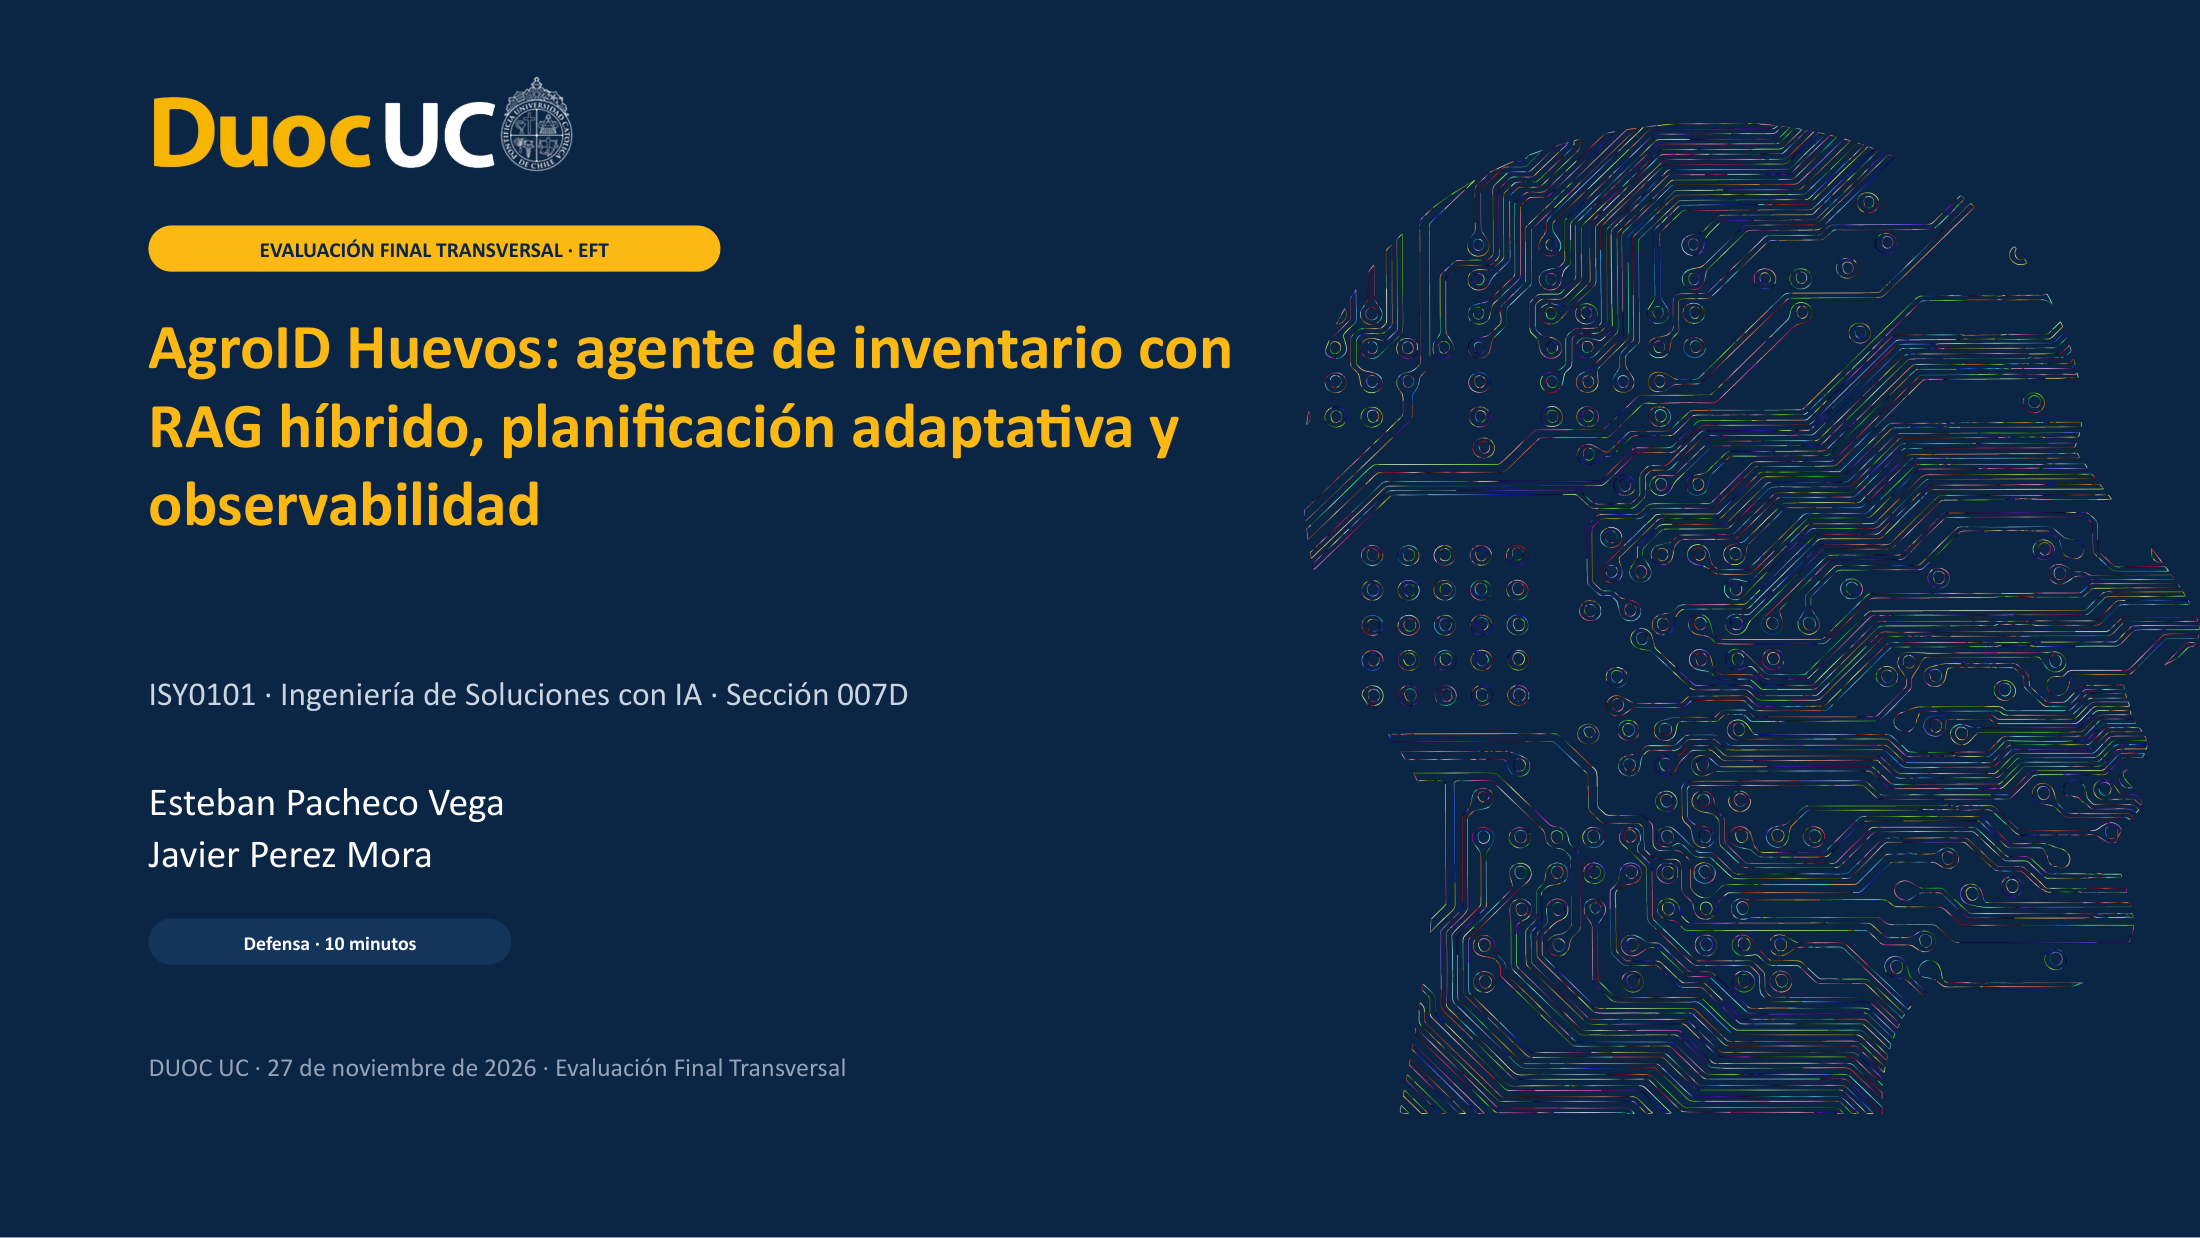 Duoc UC
EVALUACIÓN FINAL TRANSVERSAL · EFT
AgroID Huevos: agente de inventario con
RAG híbrido, planificación adaptativa y
observabilidad
ISY0101 · Ingeniería de Soluciones con IA · Sección 007D
Esteban Pacheco Vega
Javier Perez Mora
Defensa · 10 minutos
DUOC UC · 27 de noviembre de 2026 · Evaluación Final Transversal